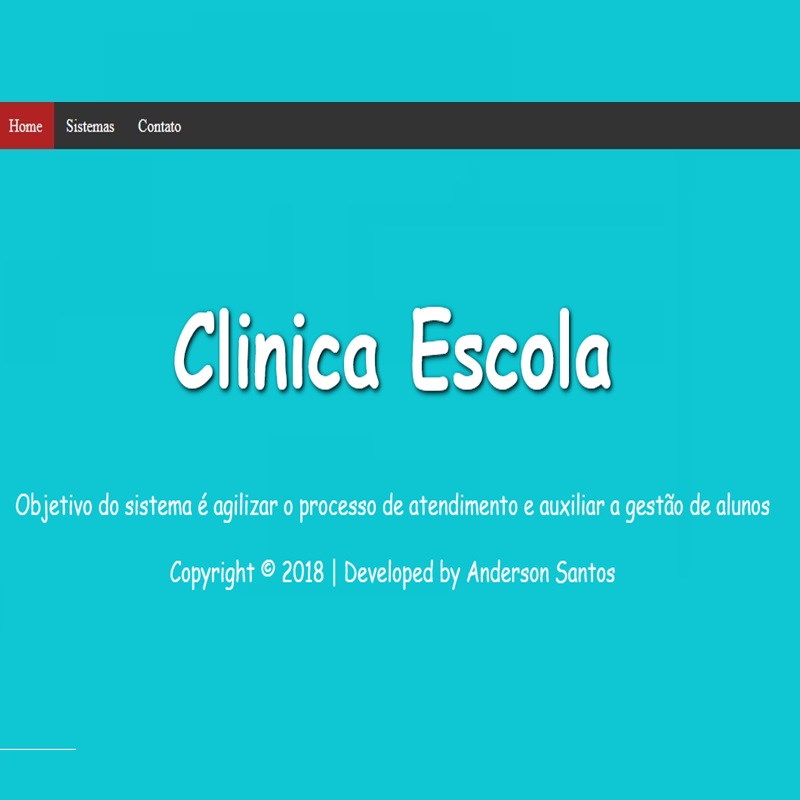 Home Sistemas Contato
Clinica Escola
Objetivo do sistema é agilizar o processo de atendimento e auxiliar a gestão de alunos
Copyright © 2018 | Developed by Anderson Santos